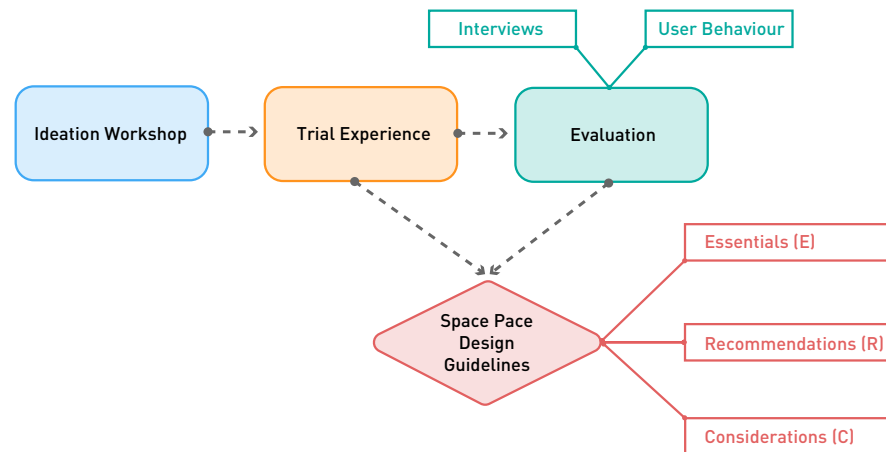 Interviews
User Behaviour
Ideation Workshop
Trial Experience
Evaluation
Essentials (E)
Space Pace
Design
Guidelines
Recommendations (R)
Considerations (C)